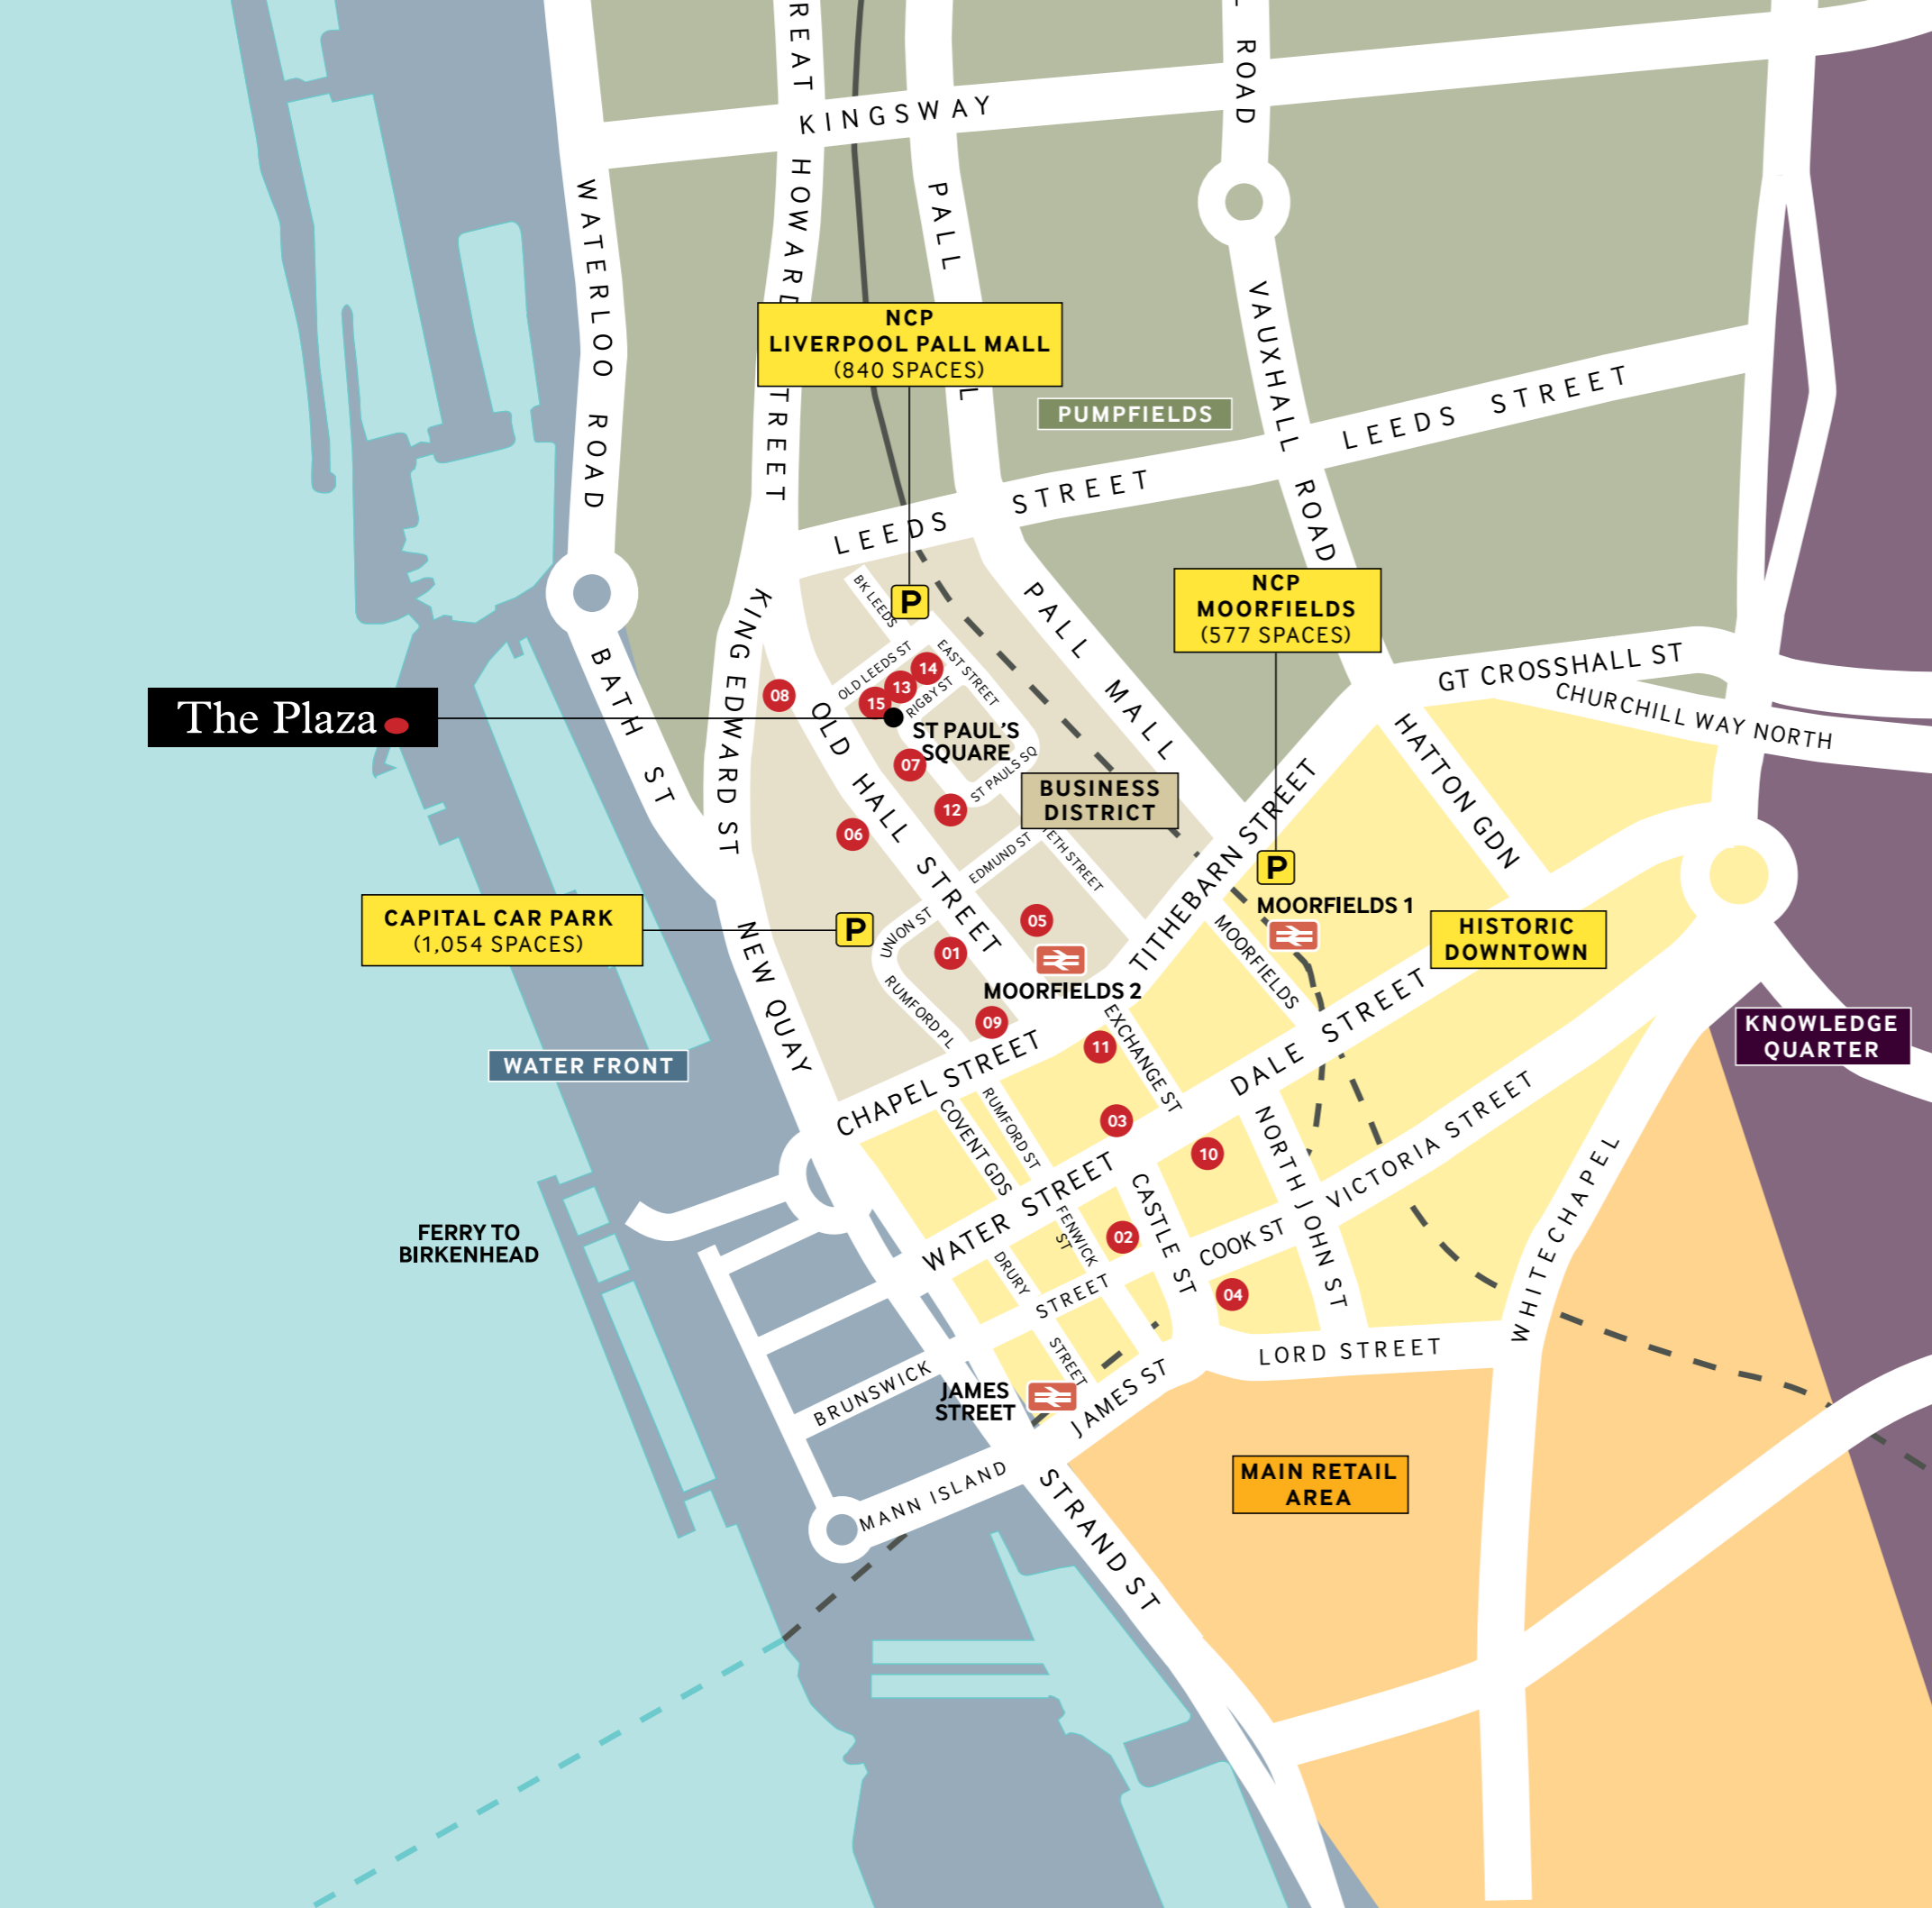 REAT HOWARD
TREET
ROAD
KINGSWAY
WATERLOO ROAD
PALL
L
NCP
LIVERPOOL PALL MALL
(840 SPACES)
VAUXHALL ROAD
PUMPFIELDS
LEEDS STREET
LEEDS STREET
BK LEEDS
P
KING EDWARD ST
PALL MALL
NCP
MOORFIELDS
(577 SPACES)
GT CROSSHALL ST
CHURCHILL WAY NORTH
BATH ST
OLD LEEDS ST
EAST STREET
RIGBY ST
14
13
15
08
The Plaza
ST PAUL'S
SQUARE
07
ST PAULS SQ
12
06
OLD HALL STREET
BUSINESS
DISTRICT
HATTON GDN
TITHEBARN STREET
EDMUND ST
ETH STREET
P
CAPITAL CAR PARK
(1,054 SPACES)
P
UNION ST
05
01
MOORFIELDS 1
MOORFIELDS
HISTORIC
DOWNTOWN
NEW QUAY
RUMFORD PL
MOORFIELDS 2
09
EXCHANGE ST
11
KNOWLEDGE
QUARTER
WATER FRONT
CHAPEL STREET
DALE STREET
COVENT GDS
RUMFORD ST
03
10
NORTH JOHN ST
VICTORIA STREET
WHITECHAPEL
FERRY TO
BIRKENHEAD
WATER STREET
CASTLE ST
FENWICK
ST
02
COOK ST
DRURY
STREET
STREET
04
BRUNSWICK
LORD STREET
JAMES
STREET
JAMES ST
MANN ISLAND
STRAND ST
MAIN RETAIL
AREA